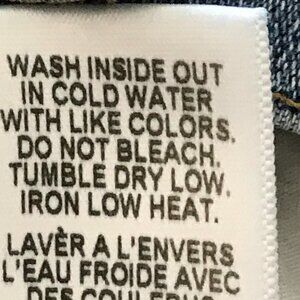 WASH INSIDE OUT
IN COLD WATER
WITH LIKE COLORS.
DO NOT BLEACH.
TUMBLE DRY LOW.
IRON LOW HEAT.
LAVÈR A L'ENVERS
L'EAU FROIDE AVEC
DES